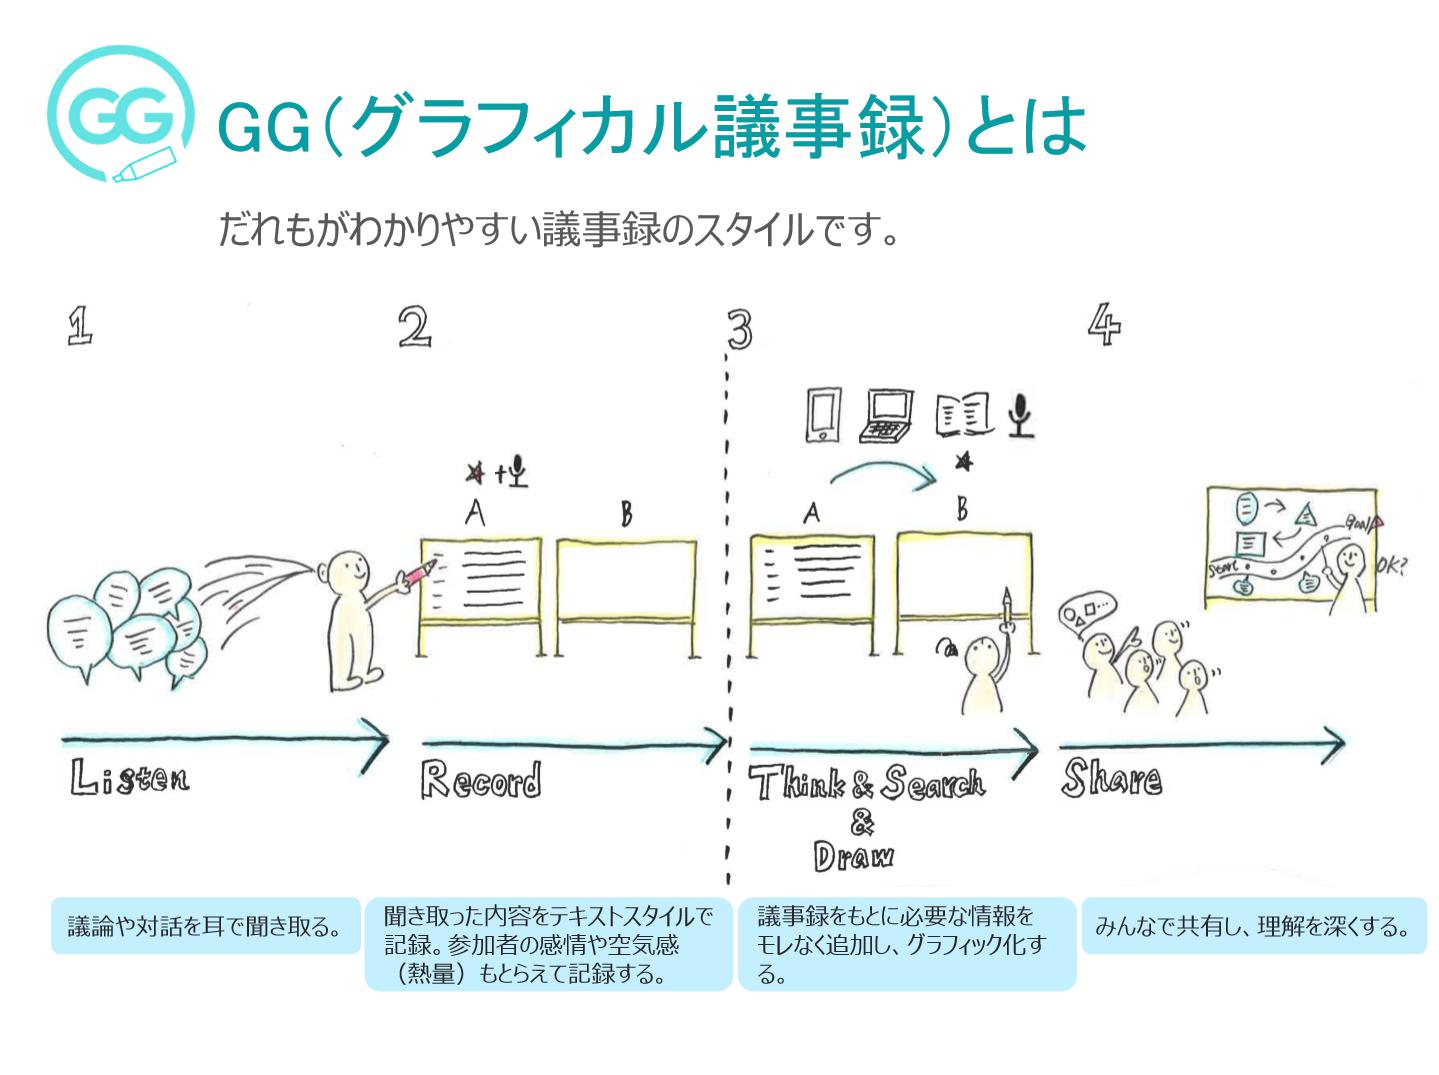 GG
GG（グラフィカル議事録）とは
だれもがわかりやすい議事録のスタイルです。
1
2
3
4
+
A
B
A
B
Start
Goal
OK?
Listen
Record
Think & Search
&
Draw
Share
議論や対話を耳で聞き取る。
聞き取った内容をテキストスタイルで
記録。参加者の感情や空気感
（熱量）もとらえて記録する。
議事録をもとに必要な情報を
モレなく追加し、グラフィック化す
る。
みんなで共有し、理解を深くする。